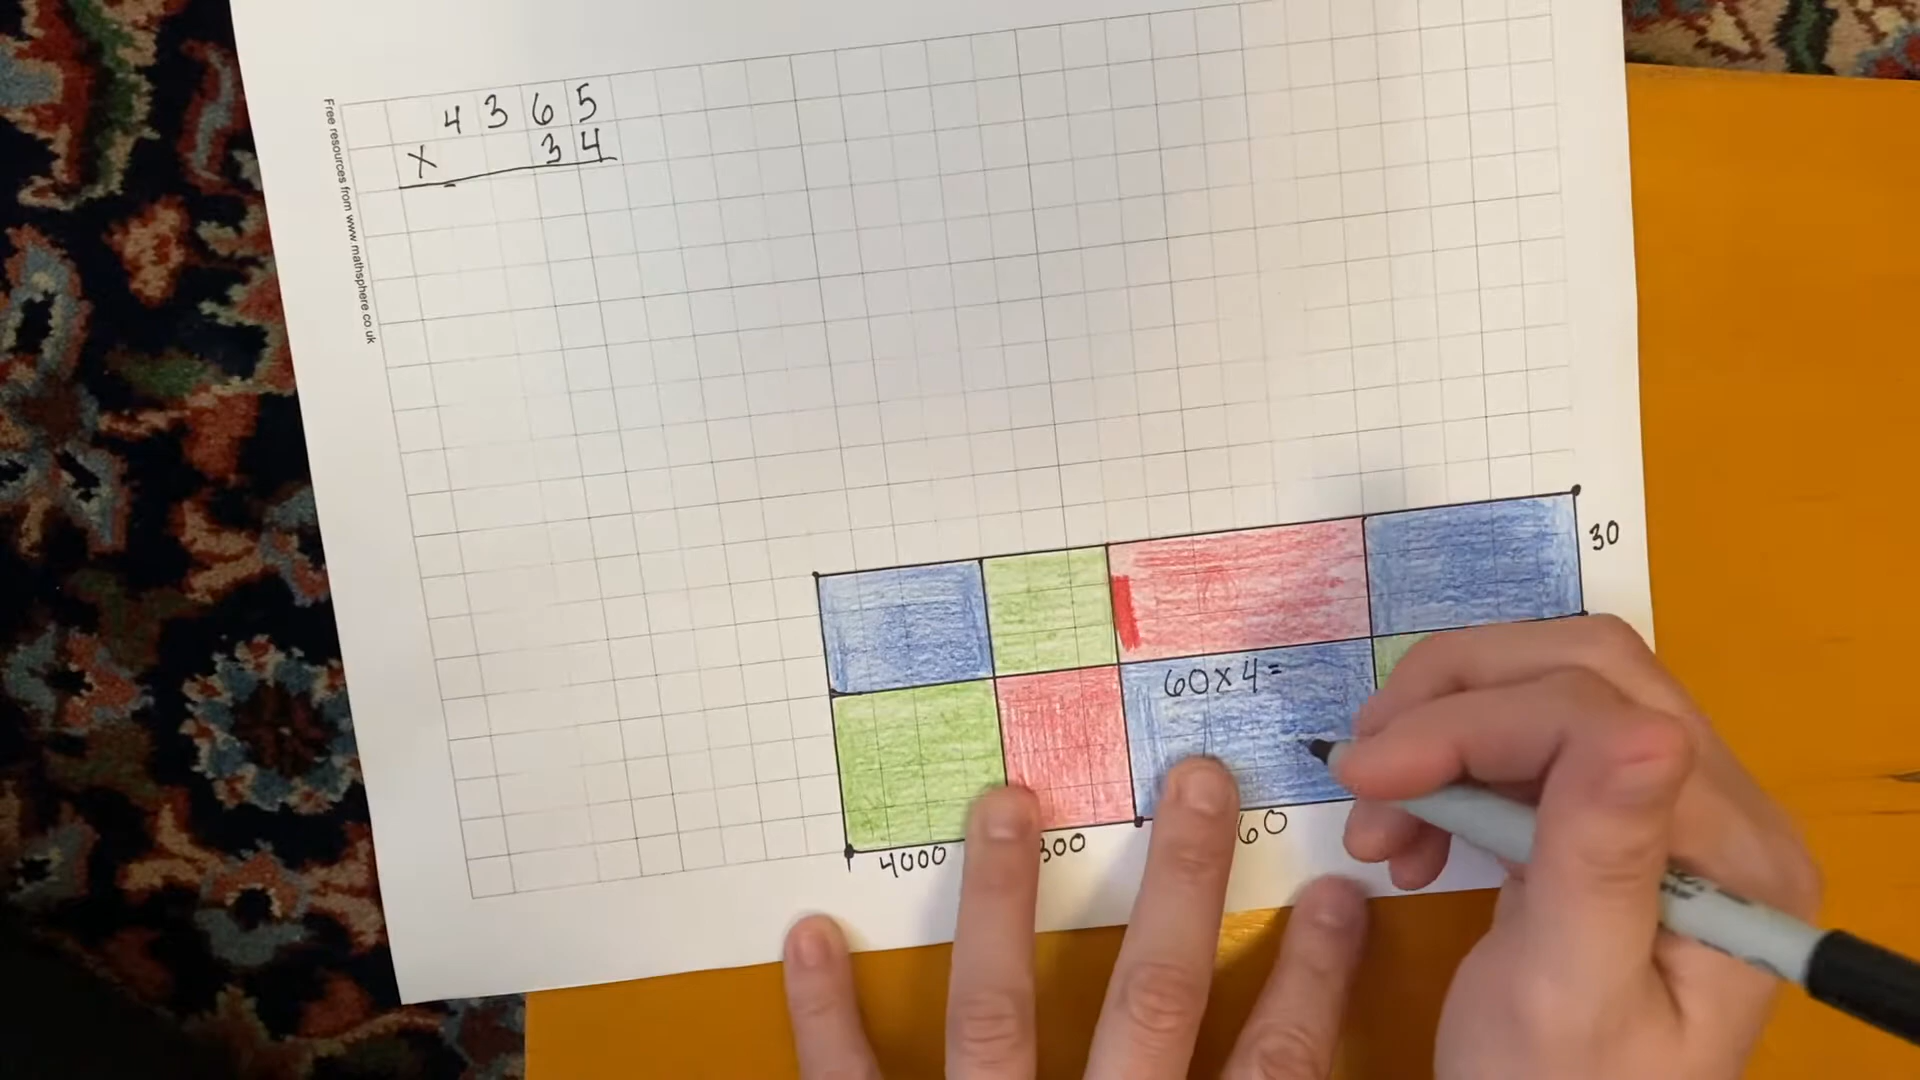 4 3 6 5
X 3 4
Free resources from www.mathsphere.co.uk
30
60x4=
4000
300
60